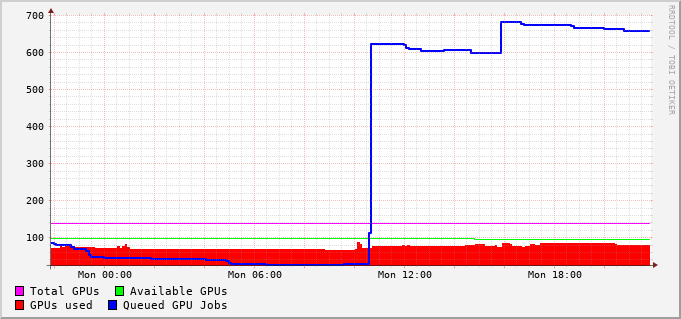 700
600
500
400
300
200
100
Mon 00:00 Mon 06:00 Mon 12:00 Mon 18:00
Total GPUs Available GPUs
GPUs used Queued GPU Jobs
RRDTOOL / TOBI OETIKER